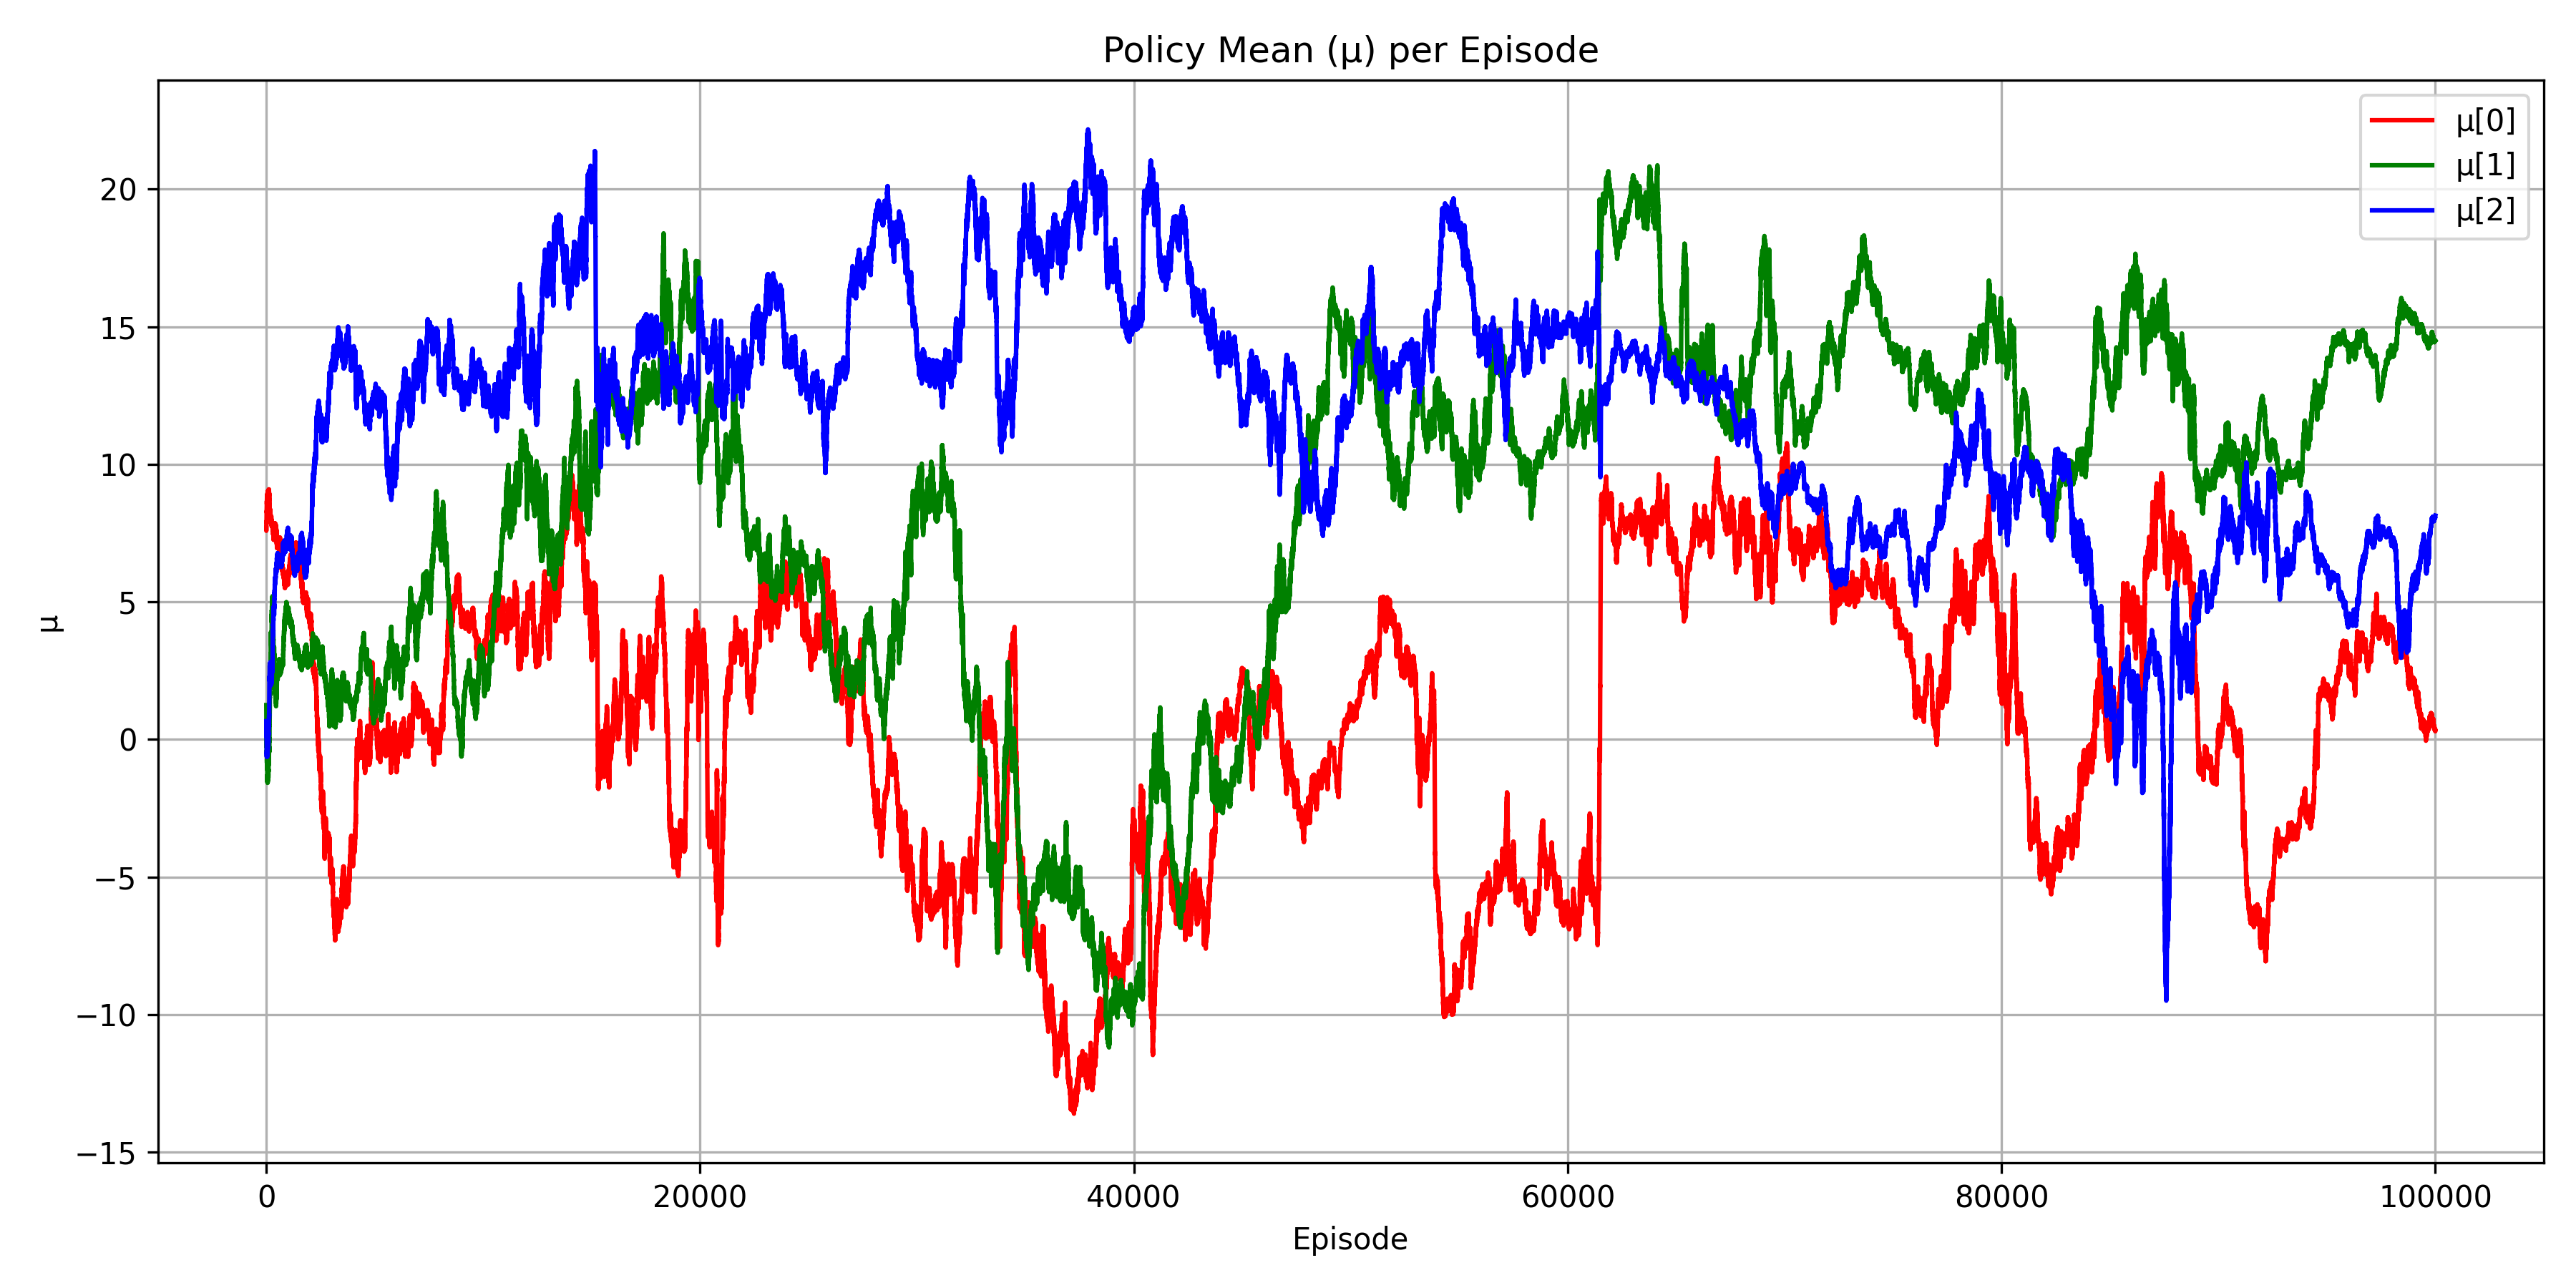 Policy Mean (μ) per Episode
μ[0]
μ[1]
μ[2]
μ
20
15
10
5
0
−5
−10
−15
0 20000 40000 60000 80000 100000
Episode